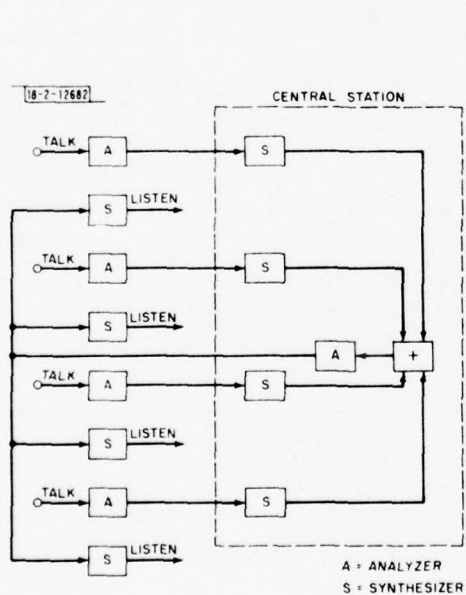 18-2-12682
CENTRAL STATION
TALK
A
S
S
LISTEN
TALK
A
S
S
LISTEN
A
+
TALK
A
S
S
LISTEN
TALK
A
S
S
LISTEN
A = ANALYZER
S = SYNTHESIZER